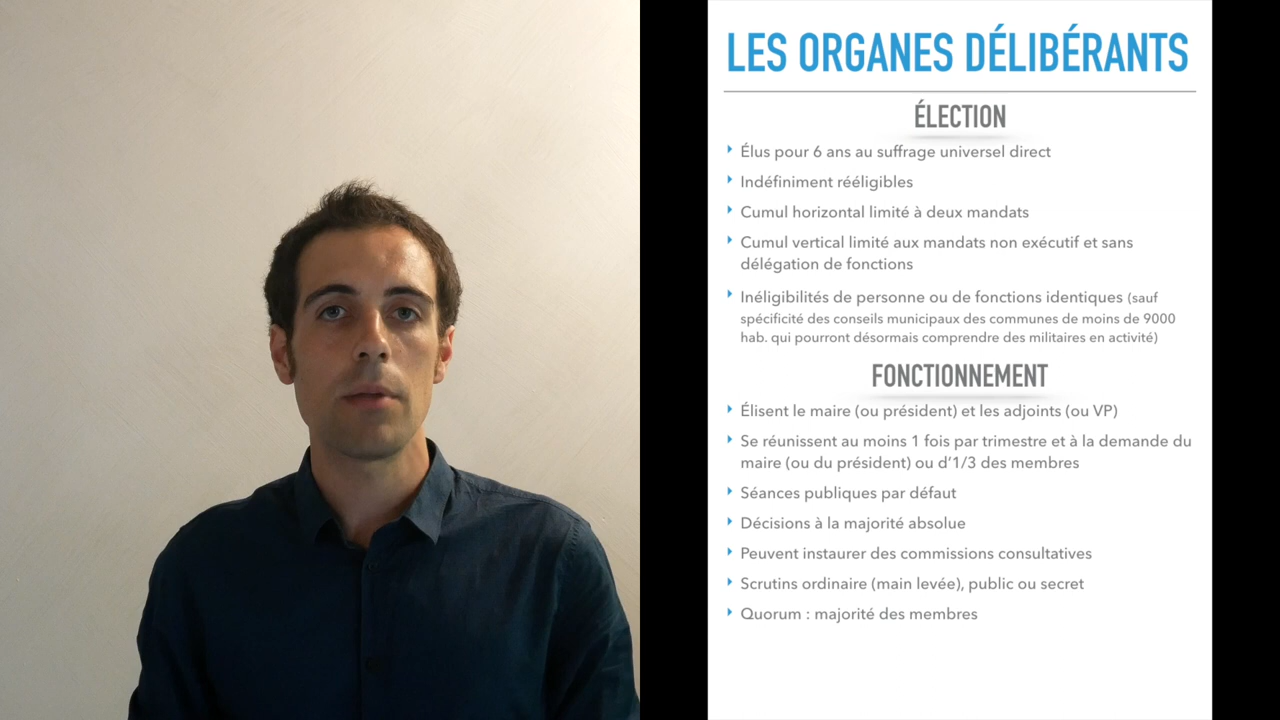 LES ORGANES DÉLIBÉRANTS
ÉLECTION
Élus pour 6 ans au suffrage universel direct
Indéfiniment rééligibles
Cumul horizontal limité à deux mandats
Cumul vertical limité aux mandats non exécutif et sans
délégation de fonctions
Inéligibilités de personne ou de fonctions identiques (sauf
spécificité des conseils municipaux des communes de moins de 9000
hab. qui pourront désormais comprendre des militaires en activité)
FONCTIONNEMENT
Élisent le maire (ou président) et les adjoints (ou VP)
Se réunissent au moins 1 fois par trimestre et à la demande du
maire (ou du président) ou d’1/3 des membres
Séances publiques par défaut
Décisions à la majorité absolue
Peuvent instaurer des commissions consultatives
Scrutins ordinaire (main levée), public ou secret
Quorum : majorité des membres